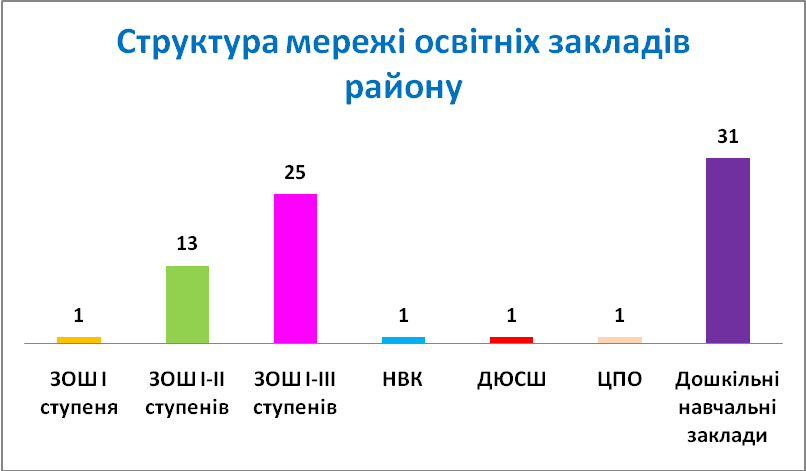 Структура мережі освітніх закладів
району
31
25
13
1
1
1
1
ЗОШ І
ступеня
ЗОШ І-ІІ
ступенів
ЗОШ І-ІІІ
ступенів
НВК
ДЮСШ
ЦПО
Дошкільні
навчальні
заклади